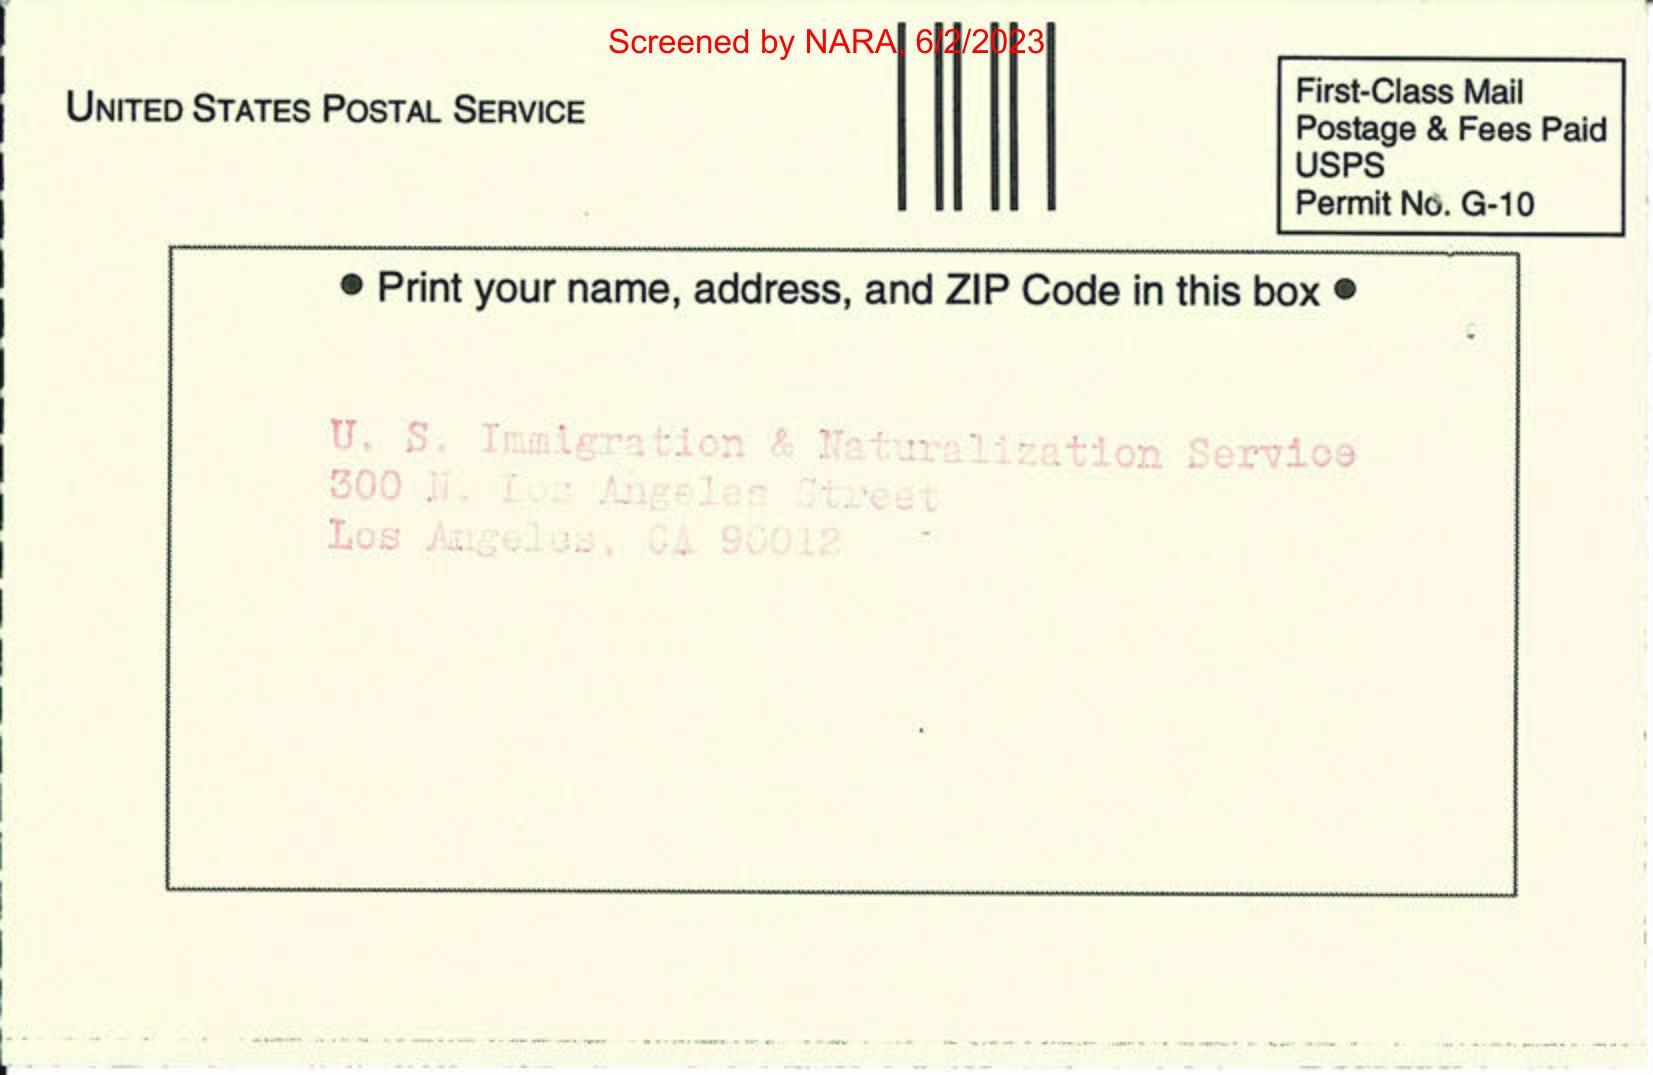 Screened by NARA, 6/2/2023
UNITED STATES POSTAL SERVICE
First-Class Mail
Postage & Fees Paid
USPS
Permit No. G-10
● Print your name, address, and ZIP Code in this box ●
U. S. Immigration & Naturalization Service
300 N. Los Angeles Street
Los Angeles, CA 90012